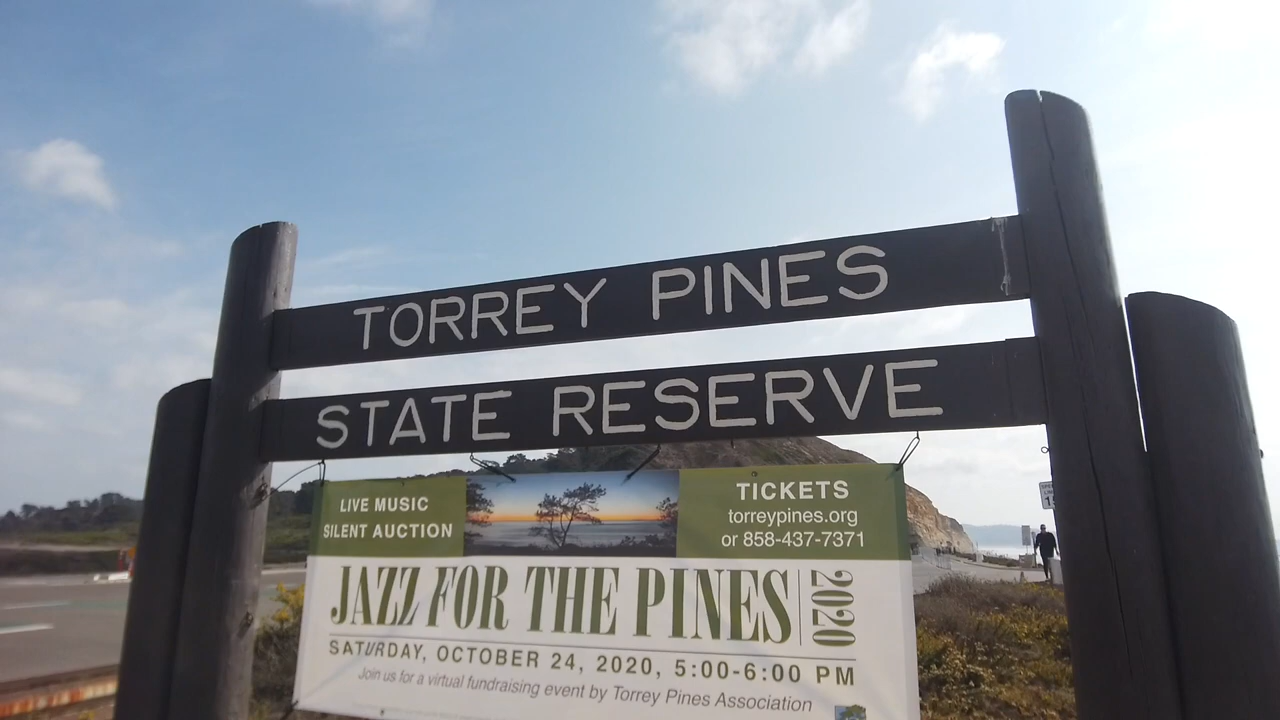 TORREY PINES
STATE RESERVE
LIVE MUSIC
SILENT AUCTION
TICKETS
torreypines.org
or 858-437-7371
JAZZ FOR THE PINES 2020
SATURDAY, OCTOBER 24, 2020, 5:00-6:00 PM
Join us for a virtual fundraising event by Torrey Pines Association